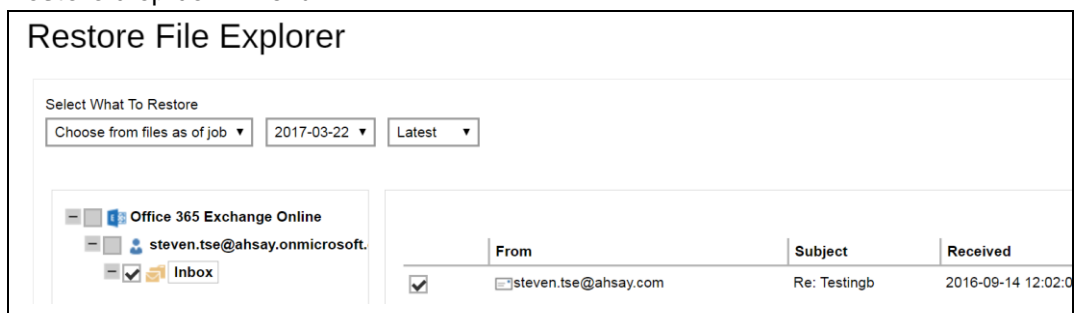 Restore File Explorer
Select What To Restore
Choose from files as of job ▼ 2017-03-22 ▼ Latest ▼
Office 365 Exchange Online
steven.tse@ahsay.onmicrosoft.
Inbox
From Subject Received
steven.tse@ahsay.com Re: Testingb 2016-09-14 12:02:0